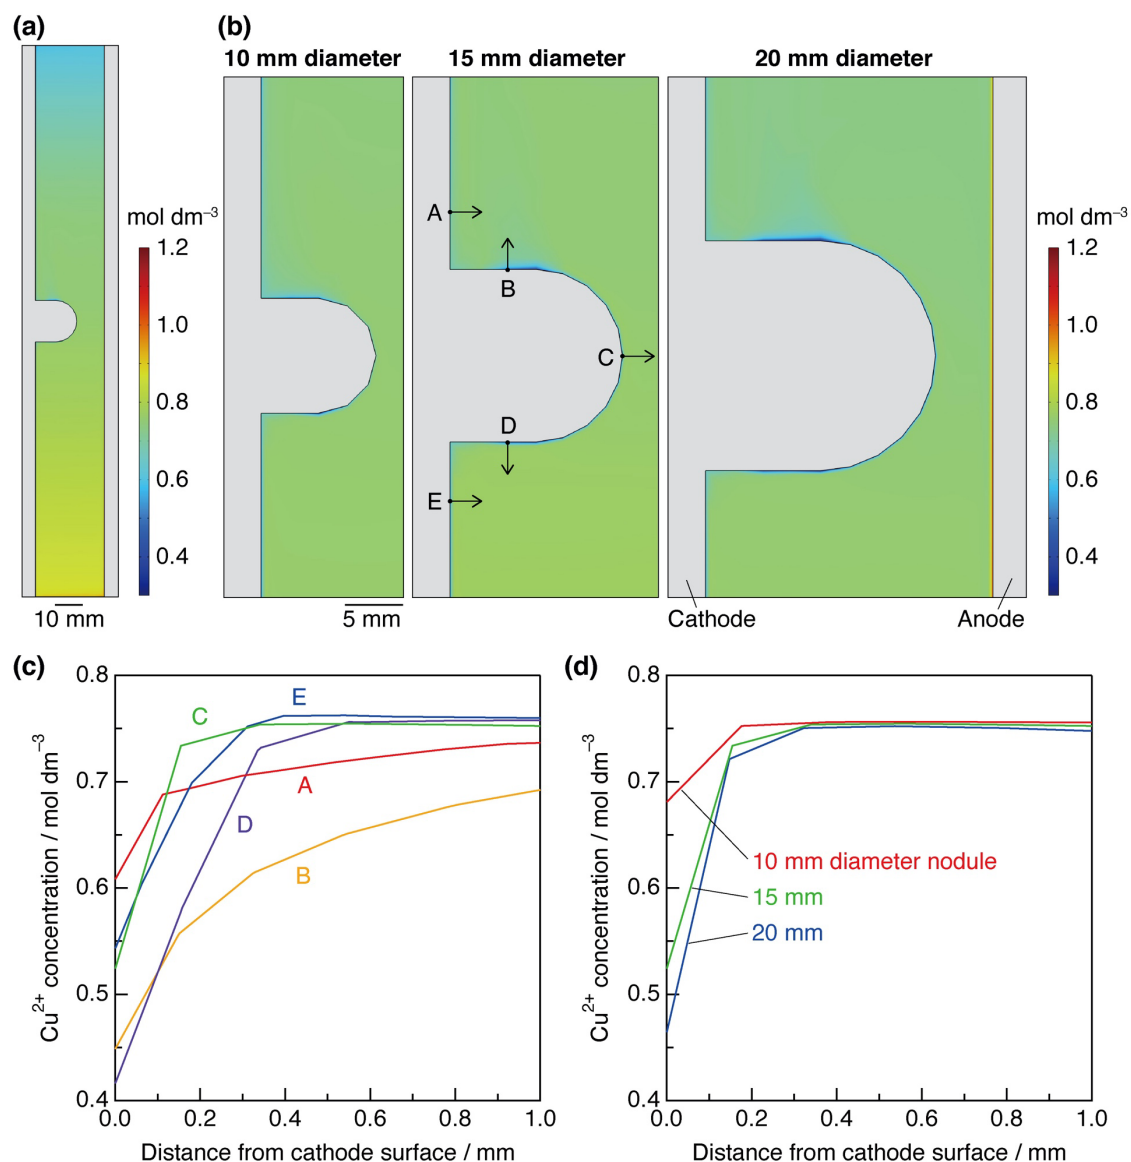 (a)
(b)
10 mm diameter
15 mm diameter
20 mm diameter
mol dm⁻³
1.2
1.0
0.8
0.6
0.4
10 mm
A
B
C
D
E
5 mm
Cathode
Anode
mol dm⁻³
1.2
1.0
0.8
0.6
0.4
(c)
Cu²⁺ concentration / mol dm⁻³
0.8
0.7
0.6
0.5
0.4
E
C
A
D
B
0.0 0.2 0.4 0.6 0.8 1.0
Distance from cathode surface / mm
(d)
Cu²⁺ concentration / mol dm⁻³
0.8
0.7
0.6
0.5
0.4
10 mm diameter nodule
15 mm
20 mm
0.0 0.2 0.4 0.6 0.8 1.0
Distance from cathode surface / mm